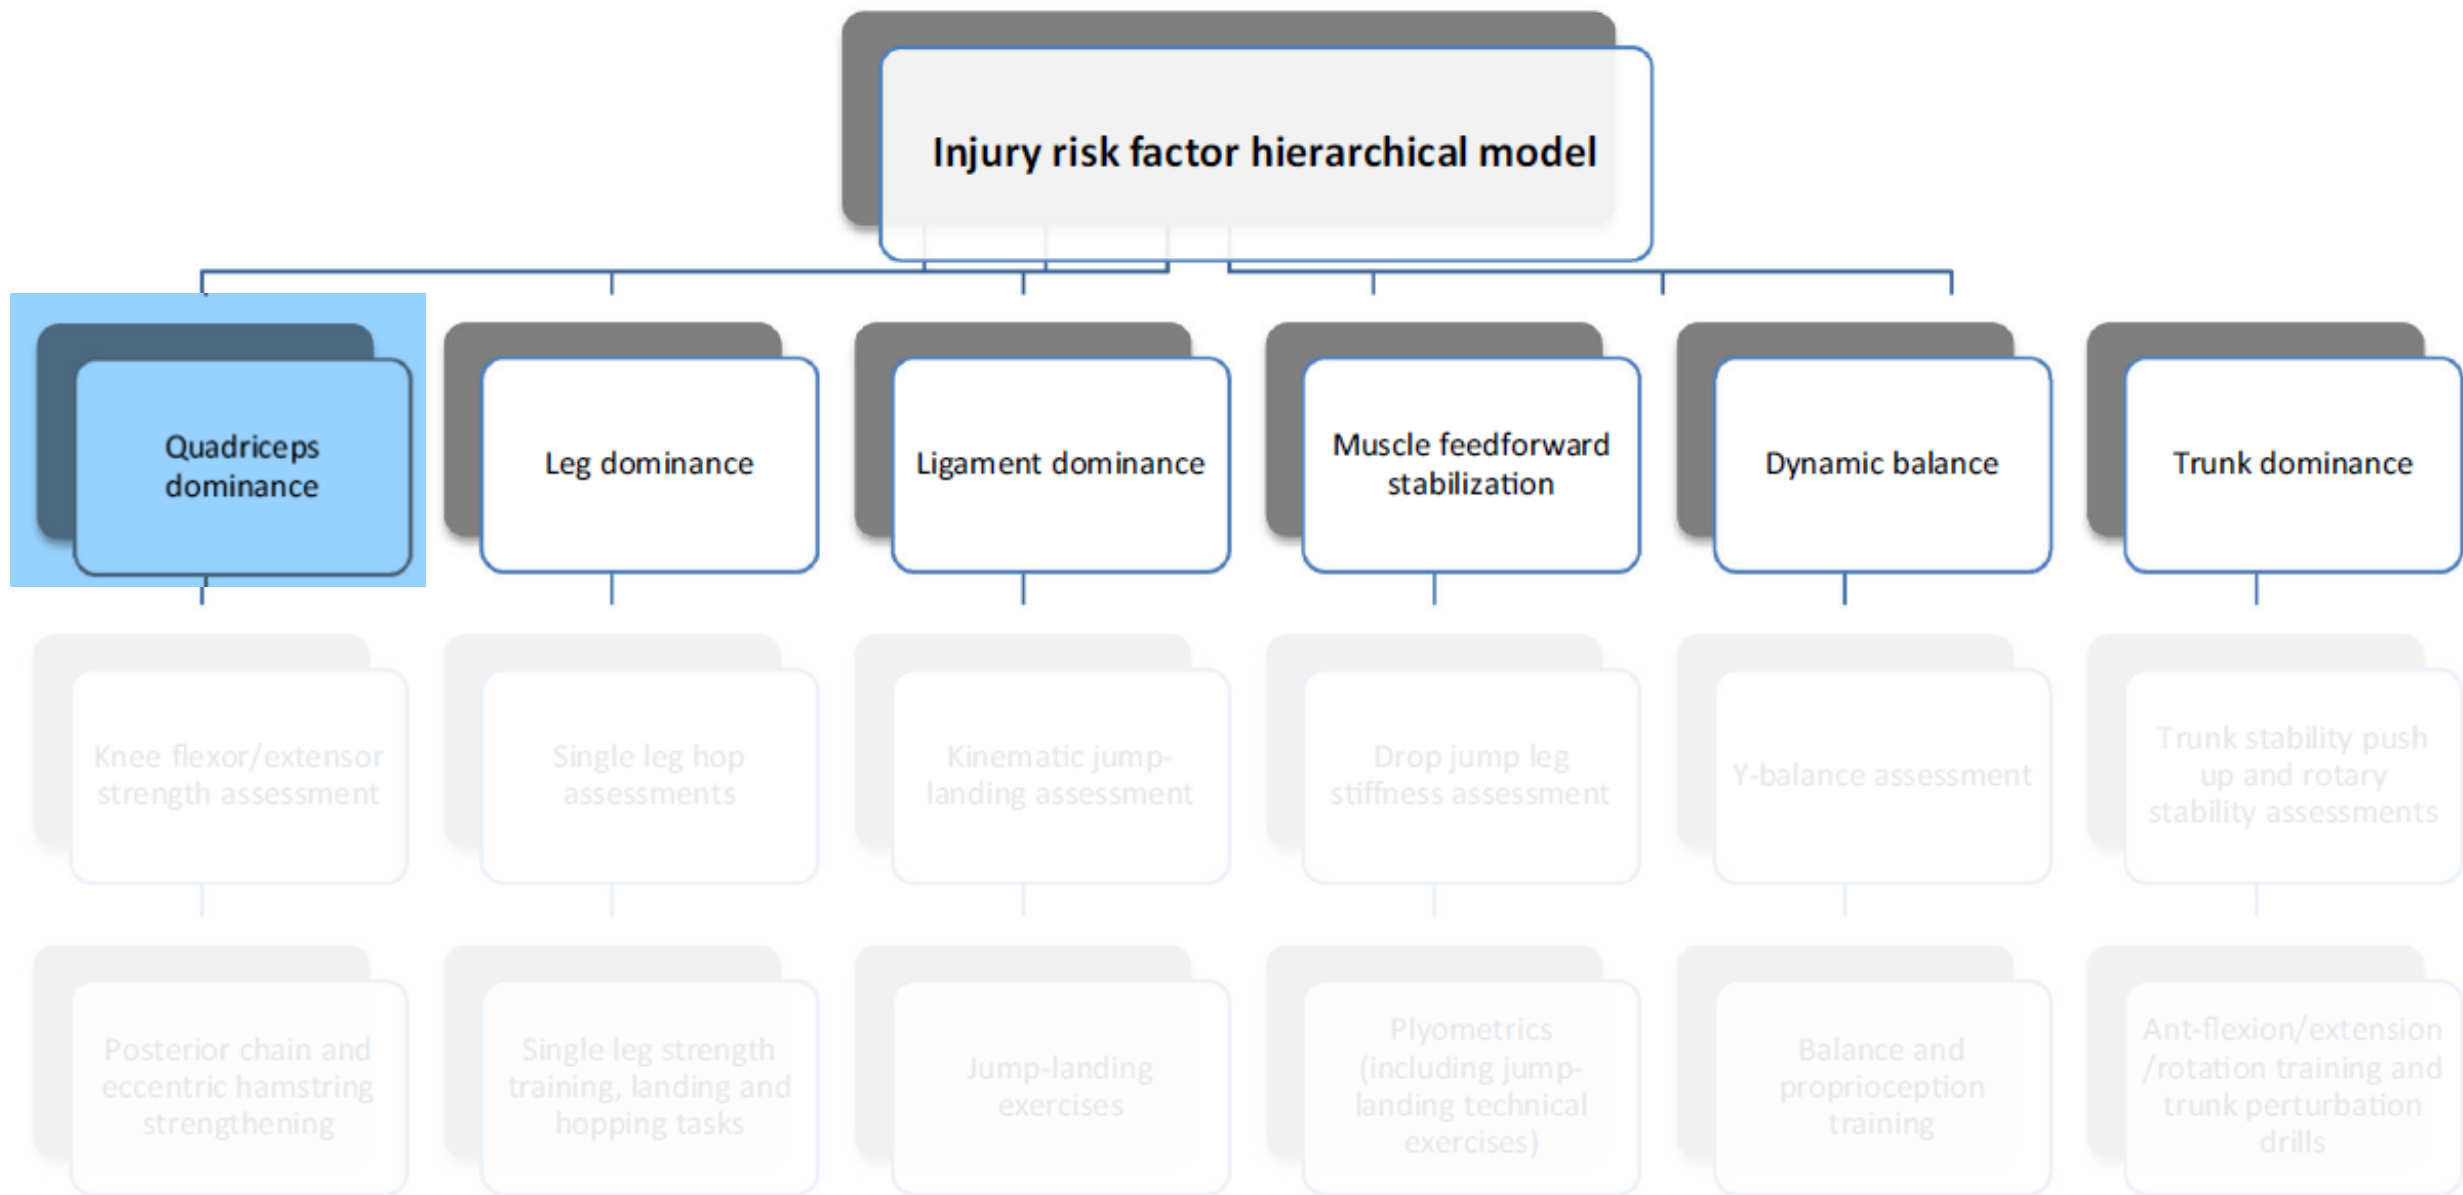 Injury risk factor hierarchical model
Quadriceps
dominance
Leg dominance
Ligament dominance
Muscle feedforward
stabilization
Dynamic balance
Trunk dominance
Knee flexor/extensor
strength assessment
Single leg hop
assessments
Kinematic jump-
landing assessment
Drop jump leg
stiffness assessment
Y-balance assessment
Trunk stability push
up and rotary
stability assessments
Posterior chain and
eccentric hamstring
strengthening
Single leg strength
training, landing and
hopping tasks
Jump-landing
exercises
Plyometrics
(including jump-
landing technical
exercises)
Balance and
proprioception
training
Ant-flexion/extension
/rotation training and
trunk perturbation
drills